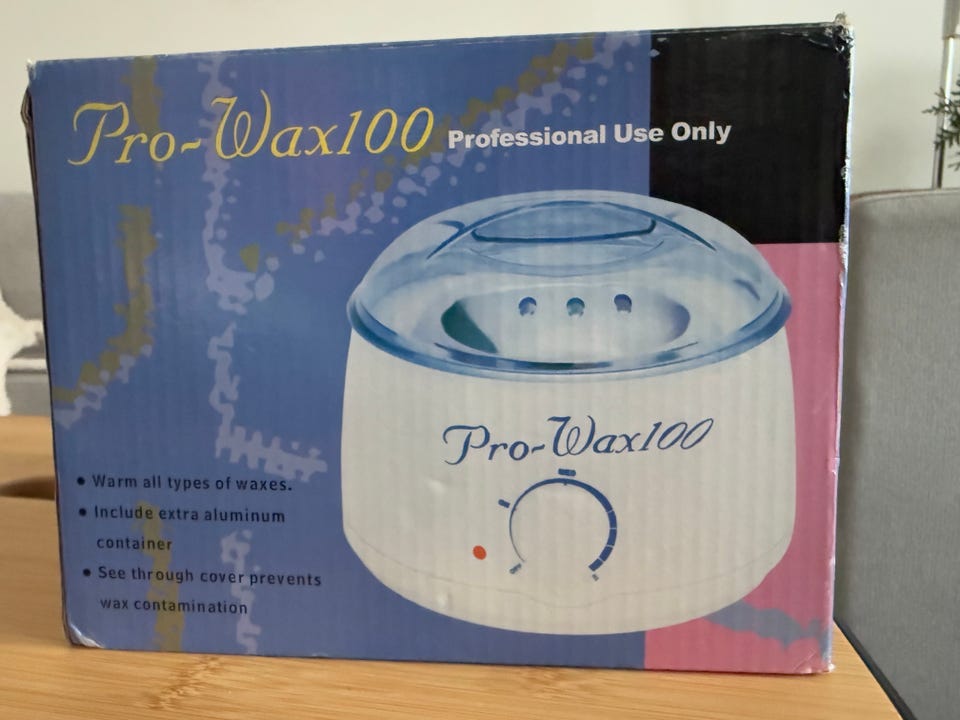 Pro-Wax100 Professional Use Only
Pro-Wax100
OFF
• Warm all types of waxes.
• Include extra aluminum
container
• See through cover prevents
wax contamination